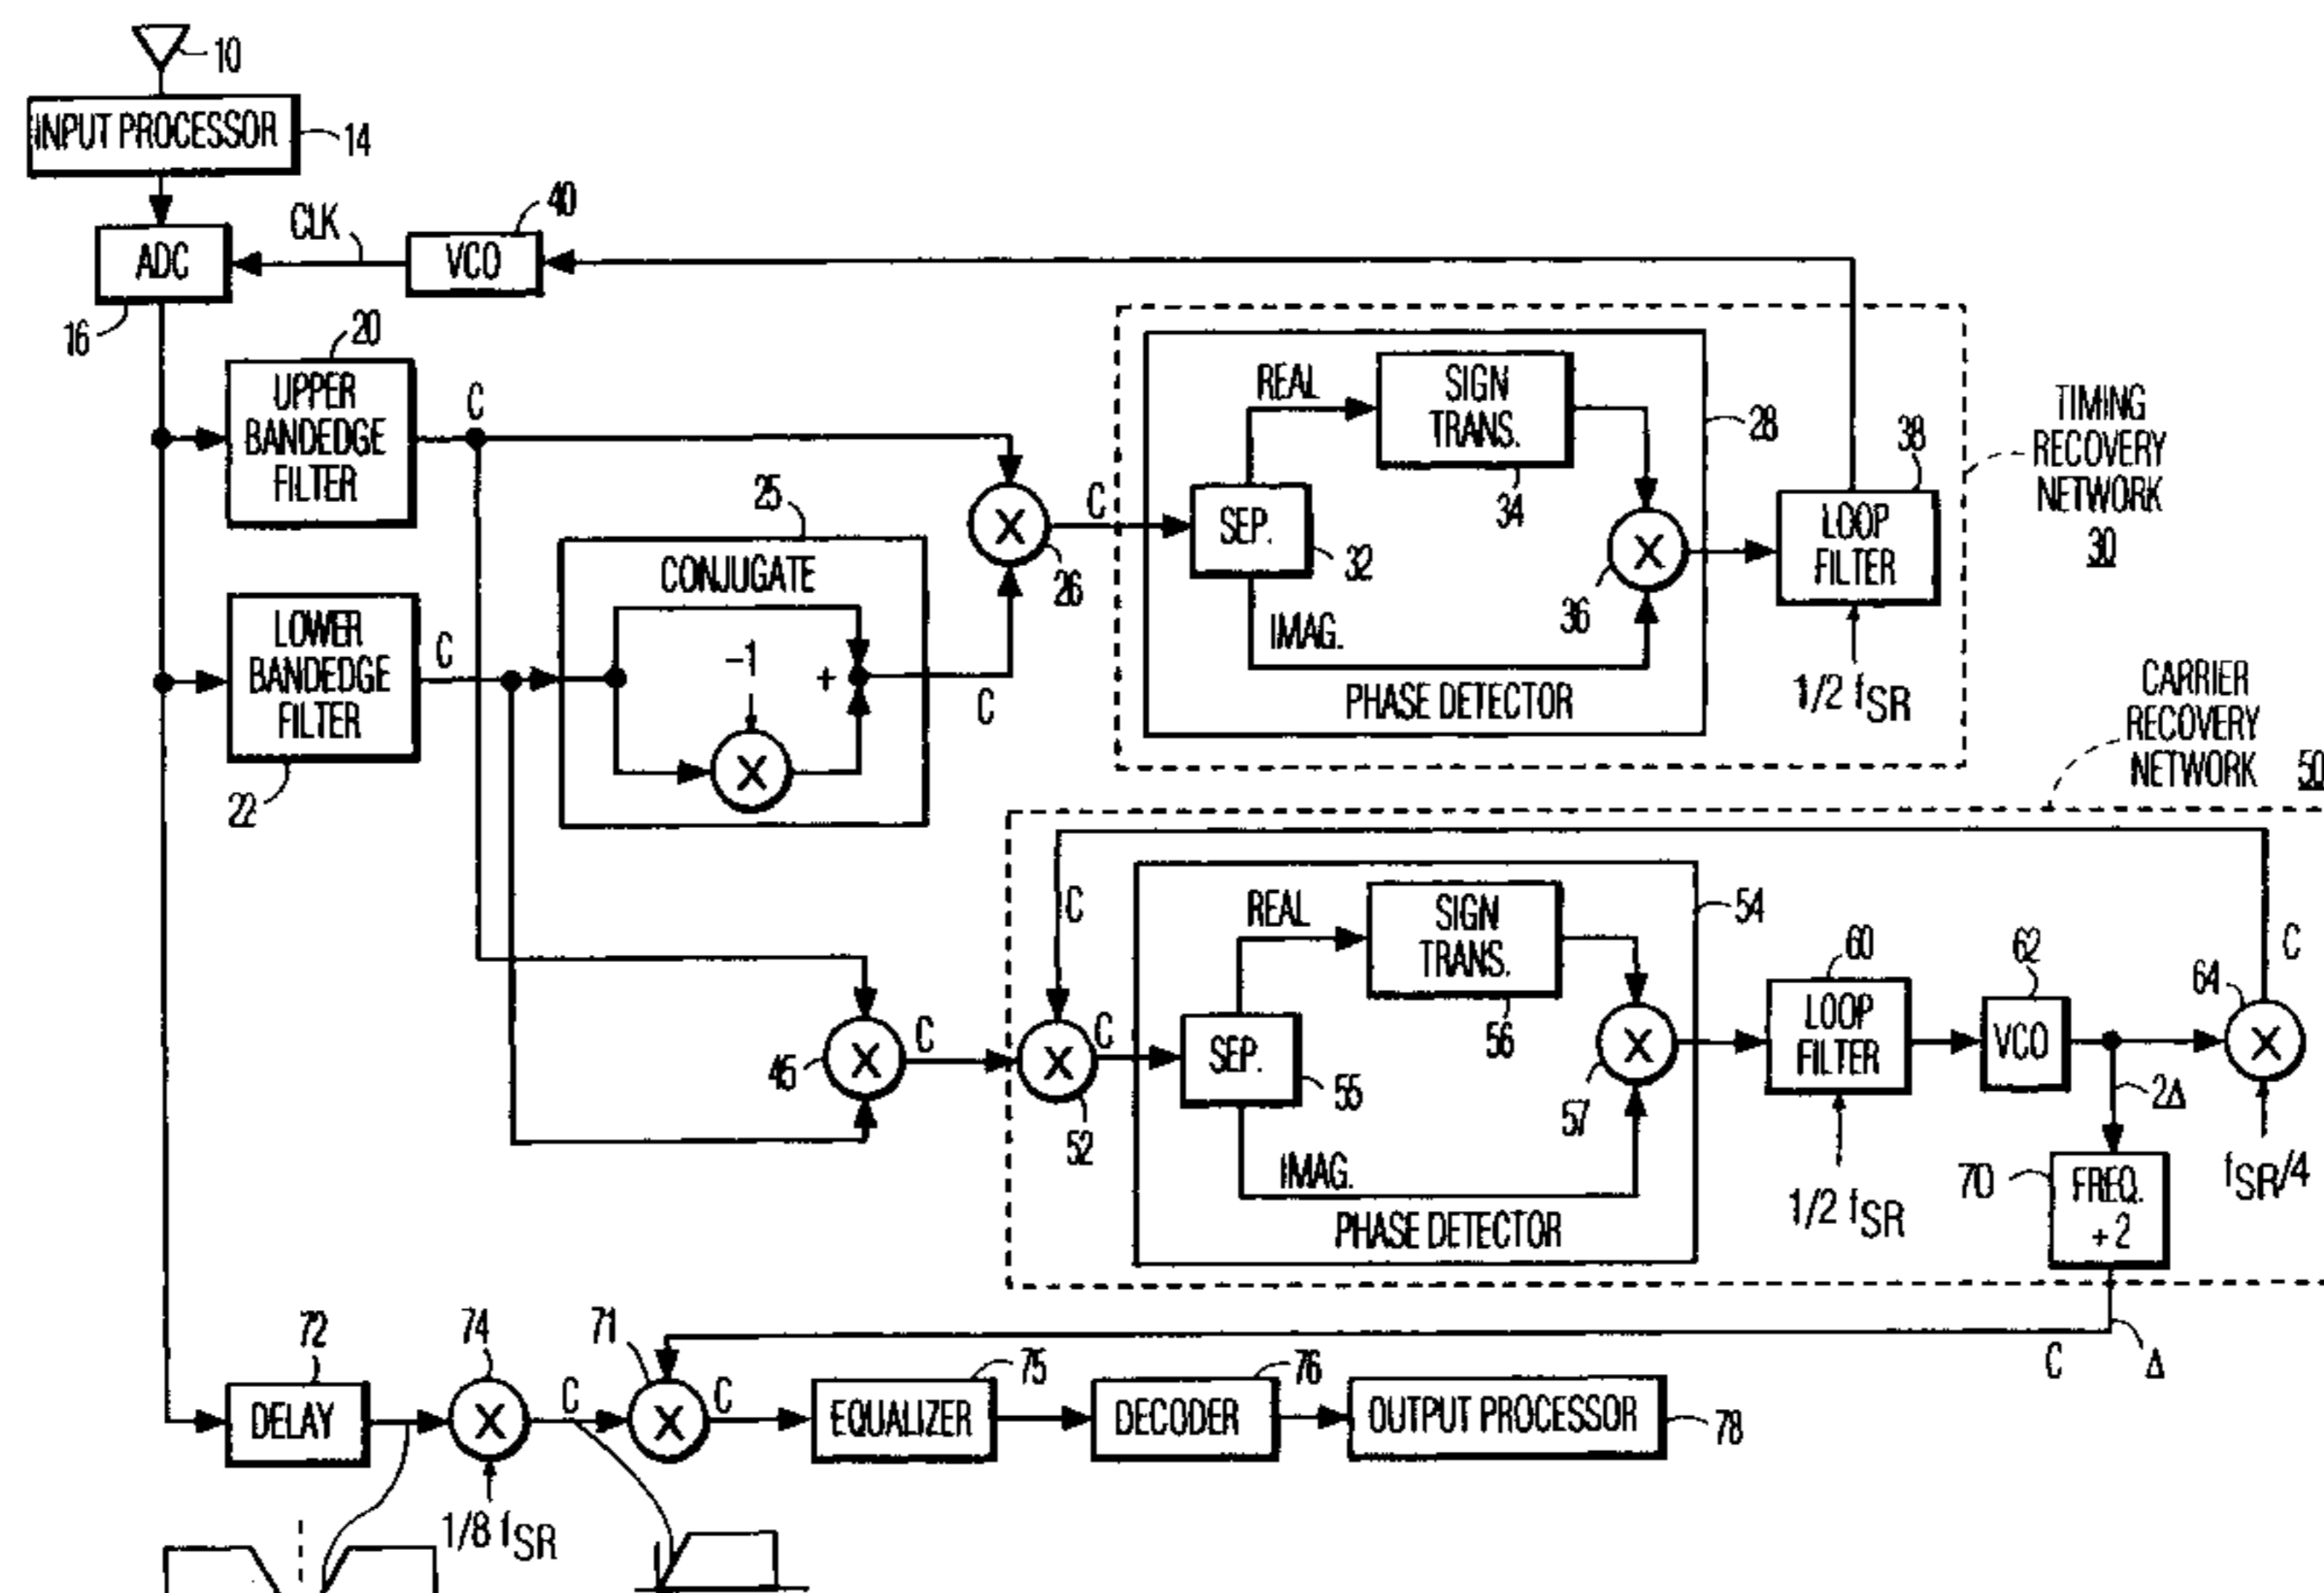 10
INPUT PROCESSOR
14
ADC
16
CLK
VCO
40
UPPER
BANDEDGE
FILTER
20
C
LOWER
BANDEDGE
FILTER
22
C
CONJUGATE
25
-1
+
X
C
X
26
C
SEP.
32
REAL
SIGN
TRANS.
34
IMAG.
X
36
PHASE DETECTOR
28
LOOP
FILTER
38
1/2 fSR
TIMING
RECOVERY
NETWORK
30
CARRIER
RECOVERY
NETWORK
50
X
45
C
C
X
52
C
SEP.
55
REAL
SIGN
TRANS.
56
IMAG.
X
57
PHASE DETECTOR
54
LOOP
FILTER
60
1/2 fSR
VCO
62
2Δ
X
64
C
fSR/4
FREQ.
÷2
70
C
Δ
DELAY
72
X
74
1/8 fSR
C
X
71
C
EQUALIZER
75
DECODER
76
OUTPUT PROCESSOR
78